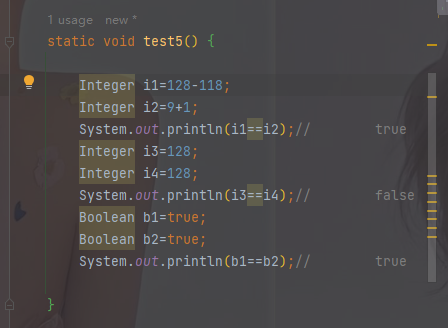 1 usage   new *
static void test5() {
Integer i1=128-118;
Integer i2=9+1;
System.out.println(i1==i2);//        true
Integer i3=128;
Integer i4=128;
System.out.println(i3==i4);//        false
Boolean b1=true;
Boolean b2=true;
System.out.println(b1==b2);//        true
}